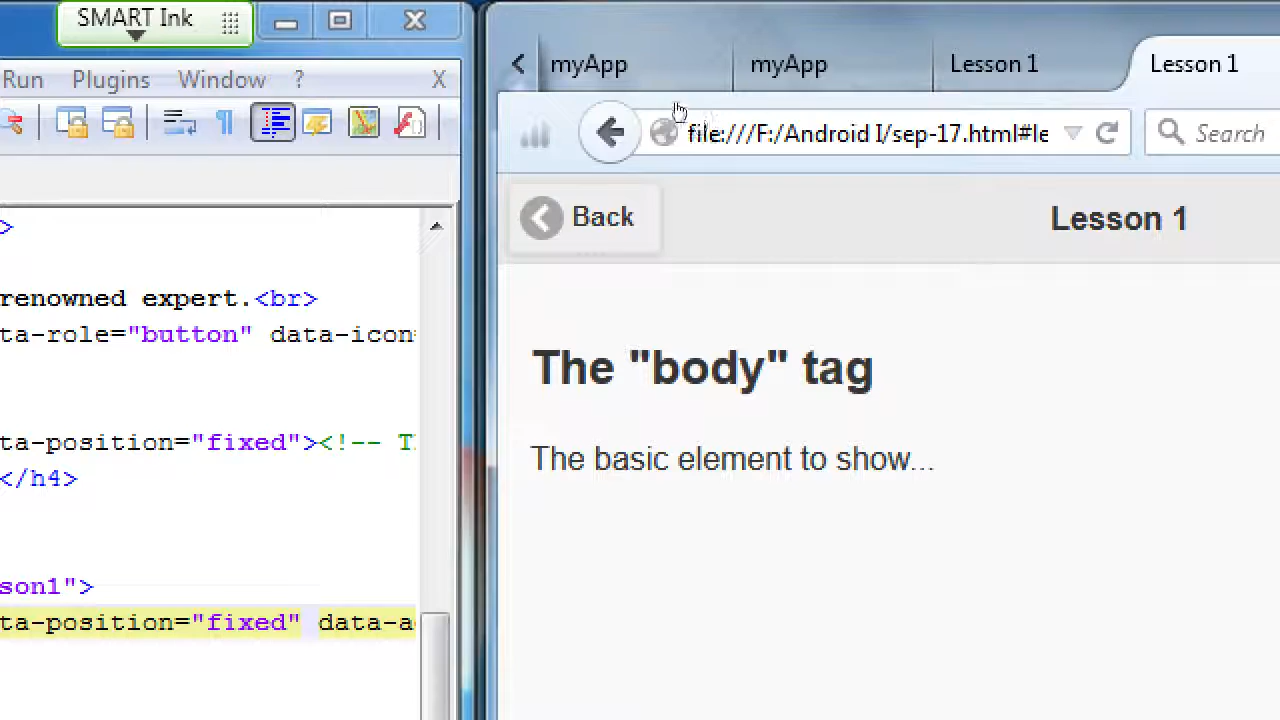 SMART Ink
Run Plugins Window ? X
>
renowned expert.<br>
ta-role="button" data-icon
ta-position="fixed"><!-- T
</h4>
son1">
ta-position="fixed" data-a
myApp
myApp
Lesson 1
Lesson 1
file:///F:/Android I/sep-17.html#le
Search
Back
Lesson 1
The "body" tag
The basic element to show...